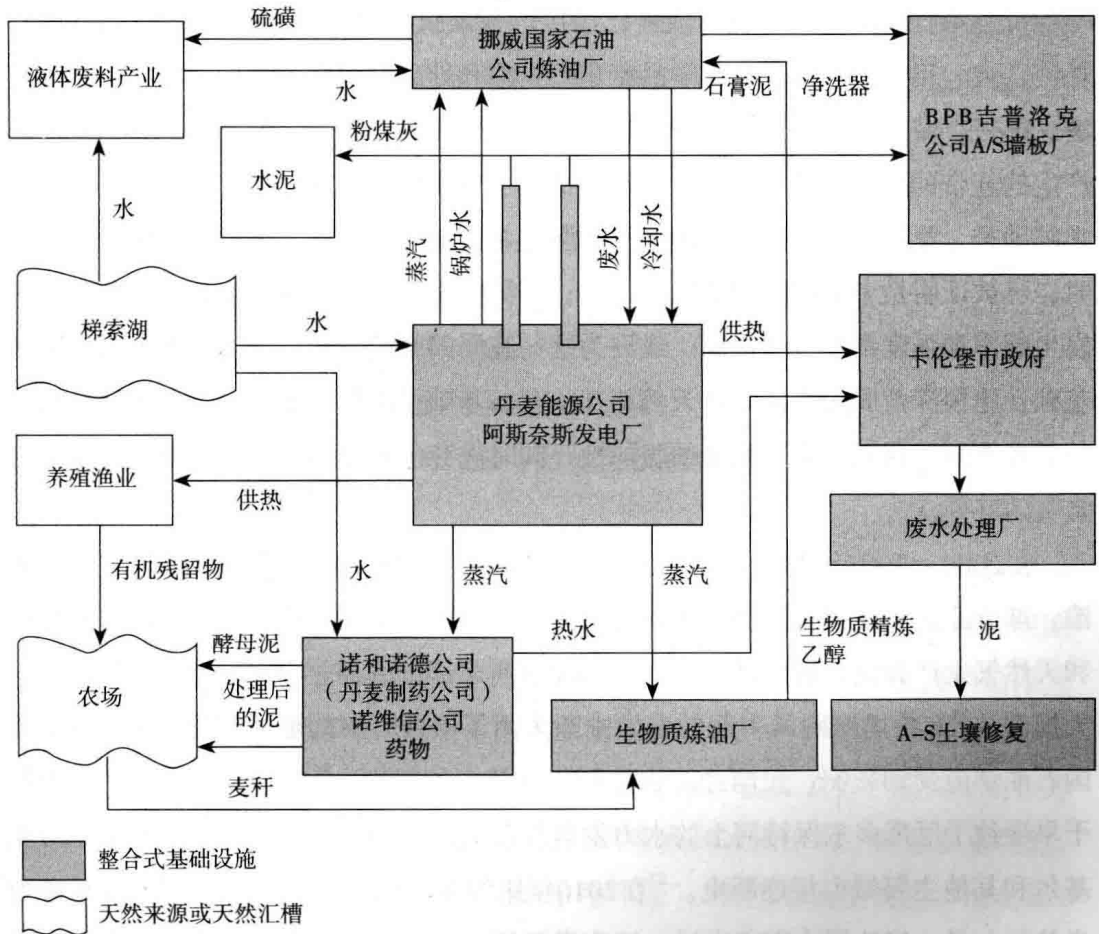 硫磺
挪威国家石油
公司炼油厂
液体废料产业
水
石膏泥
净洗器
粉煤灰
BPB吉普洛克
公司A/S墙板厂
水泥
水
蒸汽
锅炉水
废水
冷却水
梯索湖
水
供热
卡伦堡市政府
丹麦能源公司
阿斯奈斯发电厂
养殖渔业
供热
废水处理厂
有机残留物
水
蒸汽
蒸汽
酵母泥
热水
生物质精炼
乙醇
泥
农场
处理后
的泥
诺和诺德公司
（丹麦制药公司）
诺维信公司
药物
生物质炼油厂
A-S土壤修复
麦秆
整合式基础设施
天然来源或天然汇槽